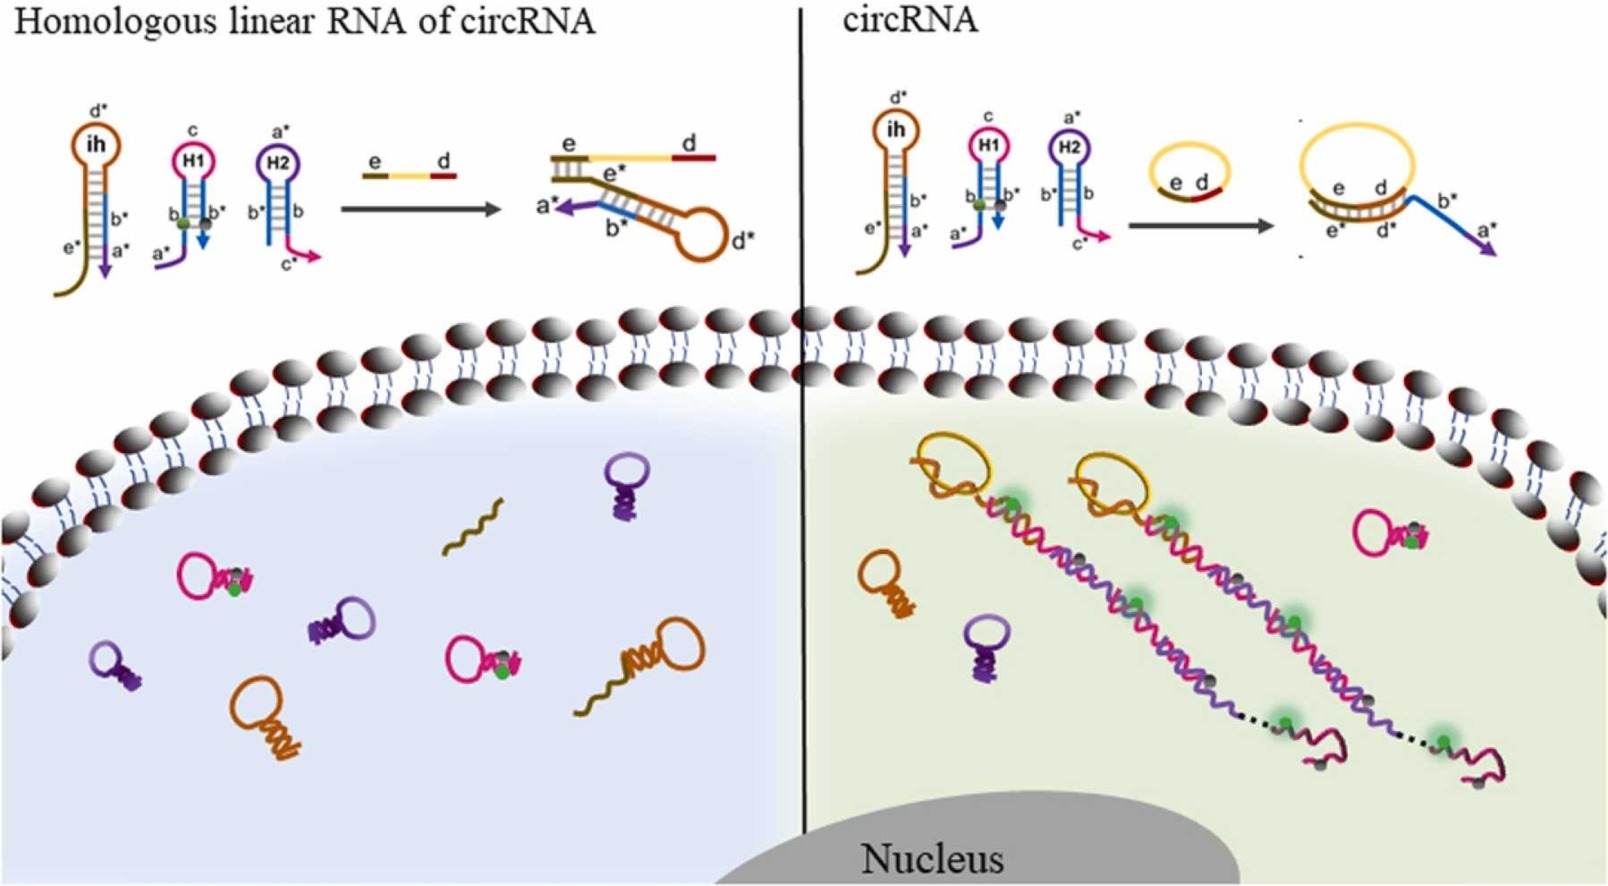 Homologous linear RNA of circRNA
circRNA
d*
ih
b*
e*
a*
c
H1
b
b*
a*
a*
H2
b*
b
c*
e d
e
d
e*
a*
b*
d*
d*
ih
b*
e*
a*
c
H1
b
b*
a*
a*
H2
b*
b
c*
e d
e
d
e*
d*
b*
a*
Nucleus